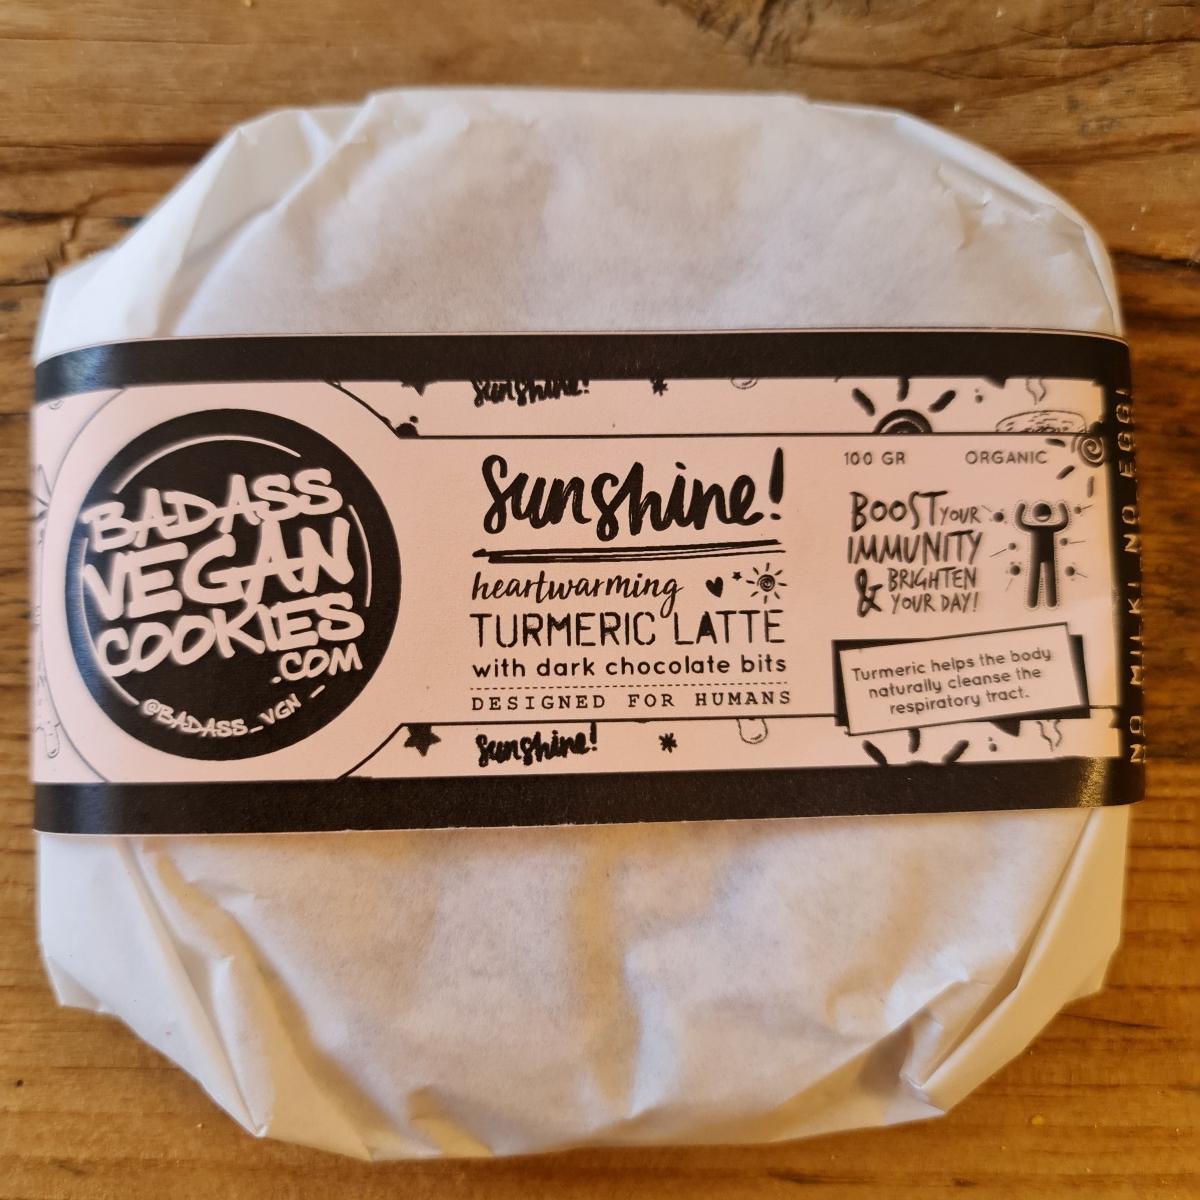 BADASS
VEGAN
COOKIES
.COM
@BADASS_VGN
Sunshine!
Sunshine!
heartwarming
TURMERIC LATTE
with dark chocolate bits
DESIGNED FOR HUMANS
Sunshine!
100 GR ORGANIC
BOOST YOUR
IMMUNITY
& BRIGHTEN
YOUR DAY!
Turmeric helps the body
naturally cleanse the
respiratory tract.
NO MILK! NO EGG!